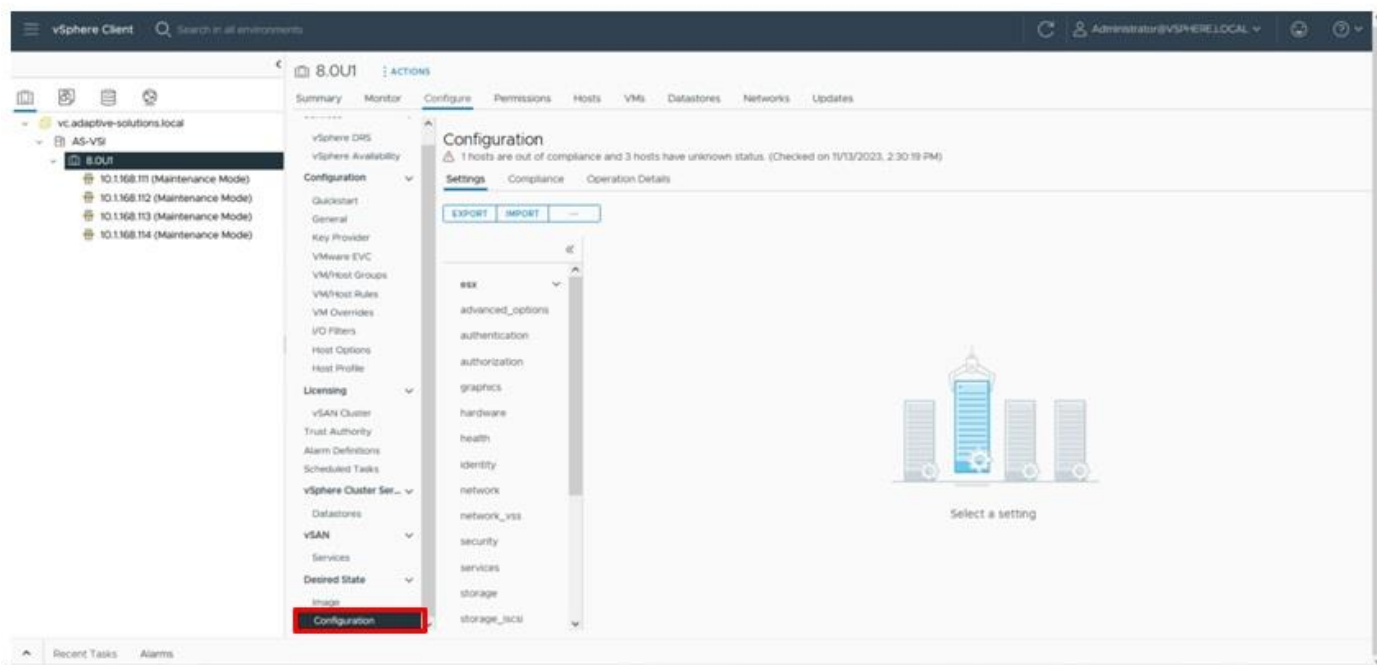 vSphere Client
Search in all environments
Administrator@VSPHERE.LOCAL
8.0U1
ACTIONS
Summary Monitor Configure Permissions Hosts VMs Datastores Networks Updates
vc.adaptive-solutions.local
AS-VSI
8.0U1
10.1.168.111 (Maintenance Mode)
10.1.168.112 (Maintenance Mode)
10.1.168.113 (Maintenance Mode)
10.1.168.114 (Maintenance Mode)
vSphere DRS
vSphere Availability
Configuration
Quickstart
General
Key Provider
VMware EVC
VM/Host Groups
VM/Host Rules
VM Overrides
I/O Filters
Host Options
Host Profile
Licensing
vSAN Cluster
Trust Authority
Alarm Definitions
Scheduled Tasks
vSphere Cluster Ser...
Datastores
vSAN
Services
Desired State
Image
Configuration
Configuration
1 hosts are out of compliance and 3 hosts have unknown status. (Checked on 11/13/2023, 2:30:19 PM)
Settings Compliance Operation Details
EXPORT IMPORT ...
esx
advanced_options
authentication
authorization
graphics
hardware
health
identity
network
network_vss
security
services
storage
storage_iscsi
Select a setting
Recent Tasks Alarms